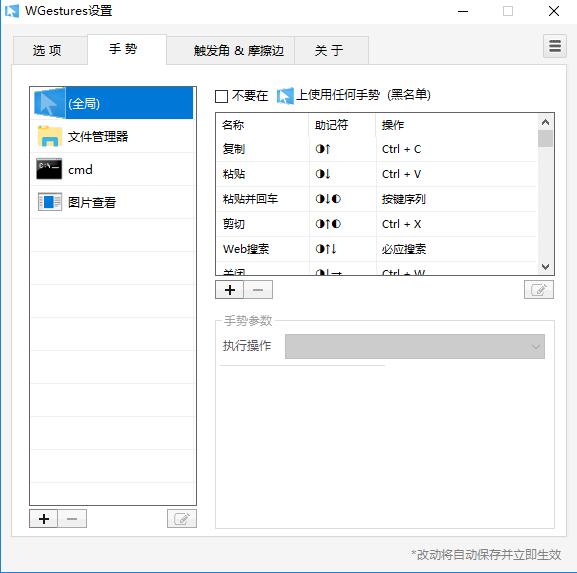 WGestures设置
选 项
手 势
触发角 & 摩擦边
关 于
(全局)
文件管理器
cmd
图片查看
不要在 上使用任何手势 (黑名单)
名称 助记符 操作
复制 ◑↑ Ctrl + C
粘贴 ◑↓ Ctrl + V
粘贴并回车 ◑↓◐ 按键序列
剪切 ◑↑◐ Ctrl + X
Web搜索 ◑↑↓ 必应搜索
关闭 ◑↓→ Ctrl + W
手势参数
执行操作
*改动将自动保存并立即生效